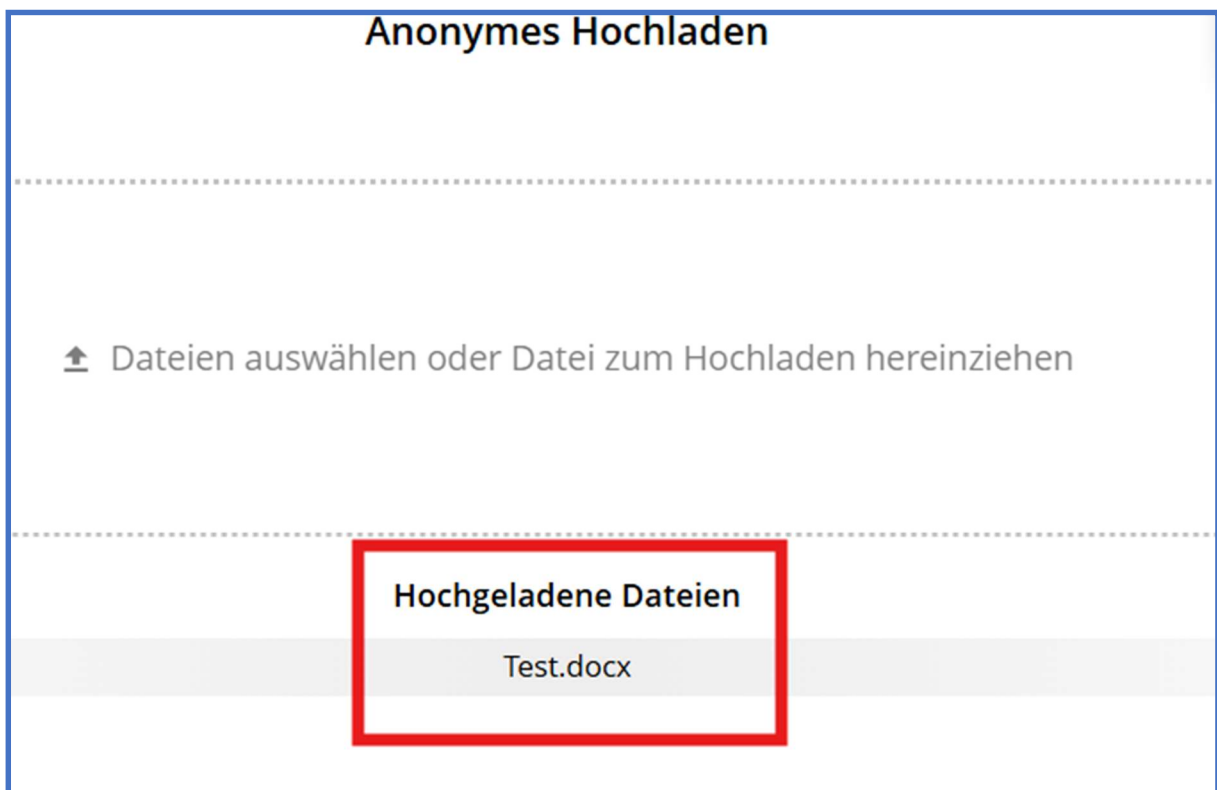 Anonymes Hochladen
Dateien auswählen oder Datei zum Hochladen hereinziehen
Hochgeladene Dateien
Test.docx